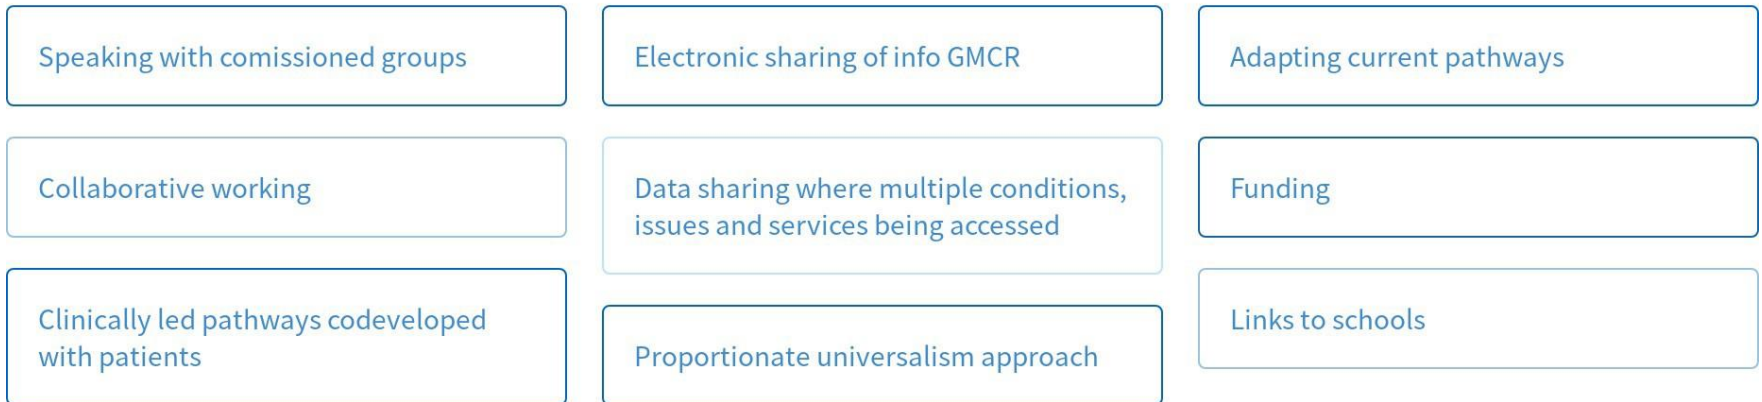 Speaking with comissioned groups
Electronic sharing of info GMCR
Adapting current pathways
Collaborative working
Data sharing where multiple conditions,
issues and services being accessed
Funding
Clinically led pathways codeveloped
with patients
Proportionate universalism approach
Links to schools